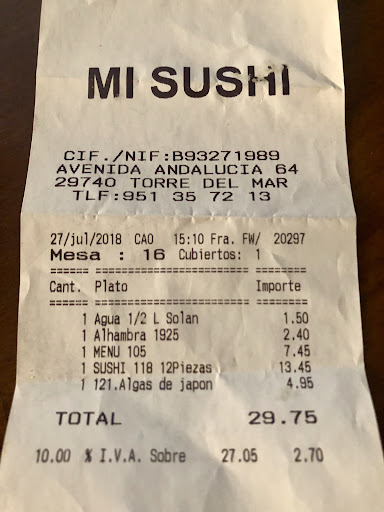 MI SUSHI
CIF./NIF:B93271989
AVENIDA ANDALUCIA 64
29740 TORRE DEL MAR
TLF:951 35 72 13
27/jul/2018 CAO 15:10 Fra. FW/ 20297
Mesa : 16 Cubiertos: 1
====== ======================== ========
Cant. Plato Importe
====== ======================== ========
1 Agua 1/2 L Solan 1.50
1 Alhambra 1925 2.40
1 MENU 105 7.45
1 SUSHI 118 12Piezas 13.45
1 121.Algas de japon 4.95
TOTAL 29.75
10.00 % I.V.A. Sobre 27.05 2.70